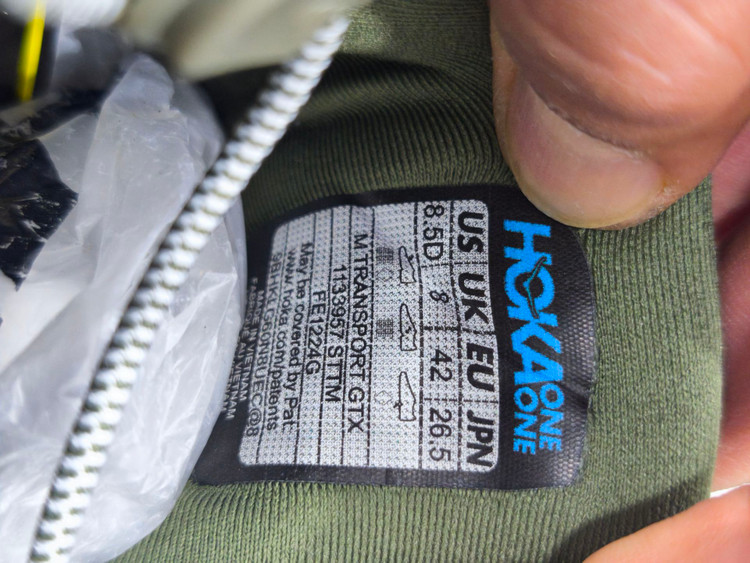 HOKA ONE ONE
US UK EU JPN
8.5D 8 42 26.5
M TRANSPORT GTX
1133957 STTM
FE1224G
May be covered by Pat.
www.hoka.com/patents